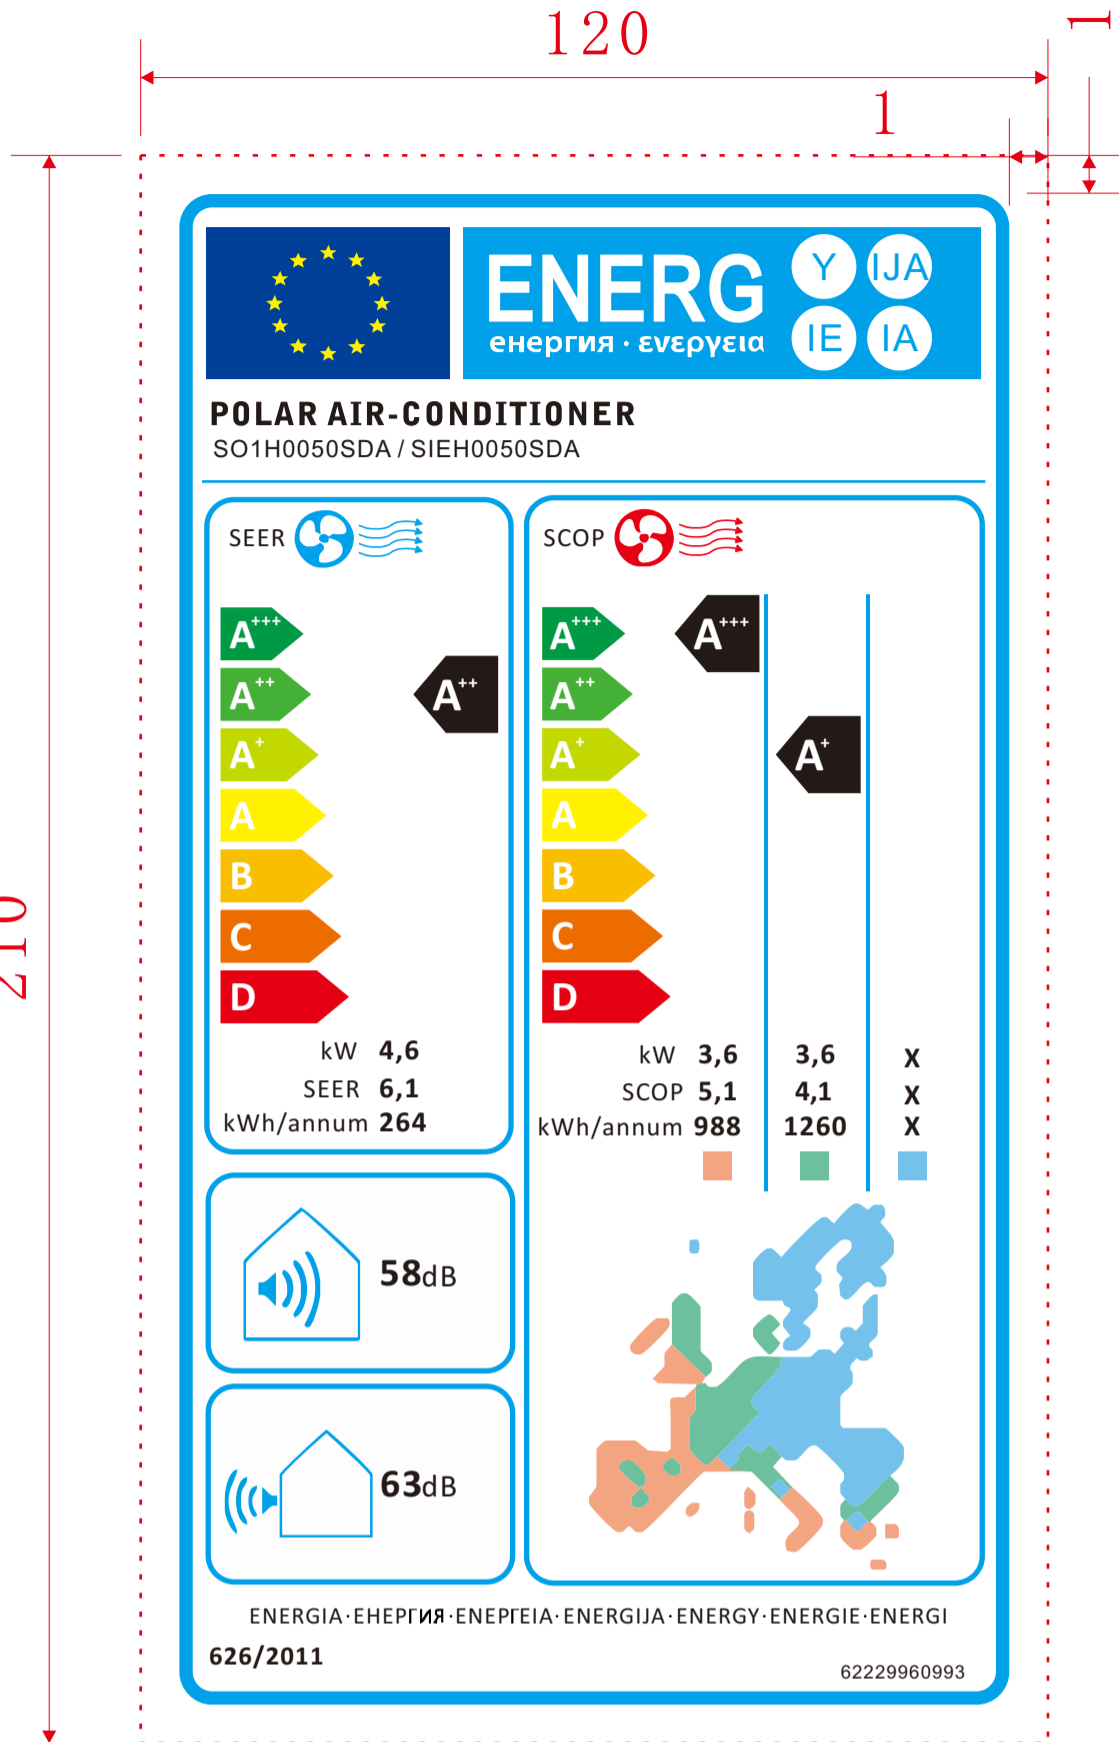 120
1
1
210
ENERG
енергия · ενεργεια
Y IJA
IE IA
POLAR AIR-CONDITIONER
SO1H0050SDA / SIEH0050SDA
SEER
A+++
A++
A+
A
B
C
D
A++
kW 4,6
SEER 6,1
kWh/annum 264
SCOP
A+++
A++
A+
A
B
C
D
A+++
A+
kW 3,6 3,6 X
SCOP 5,1 4,1 X
kWh/annum 988 1260 X
58dB
63dB
ENERGIA·ЕНЕРГИЯ·ΕΝΕΡΓΕΙΑ·ENERGIJA·ENERGY·ENERGIE·ENERGI
626/2011
62229960993